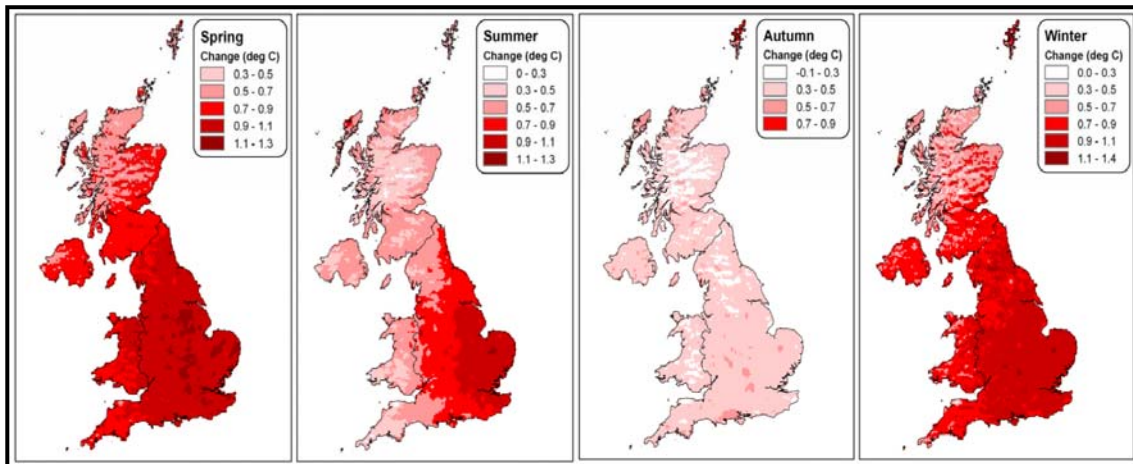 Spring
Change (deg C)
0.3 - 0.5
0.5 - 0.7
0.7 - 0.9
0.9 - 1.1
1.1 - 1.3
Summer
Change (deg C)
0 - 0.3
0.3 - 0.5
0.5 - 0.7
0.7 - 0.9
0.9 - 1.1
1.1 - 1.3
Autumn
Change (deg C)
-0.1 - 0.3
0.3 - 0.5
0.5 - 0.7
0.7 - 0.9
Winter
Change (deg C)
0.0 - 0.3
0.3 - 0.5
0.5 - 0.7
0.7 - 0.9
0.9 - 1.1
1.1 - 1.4